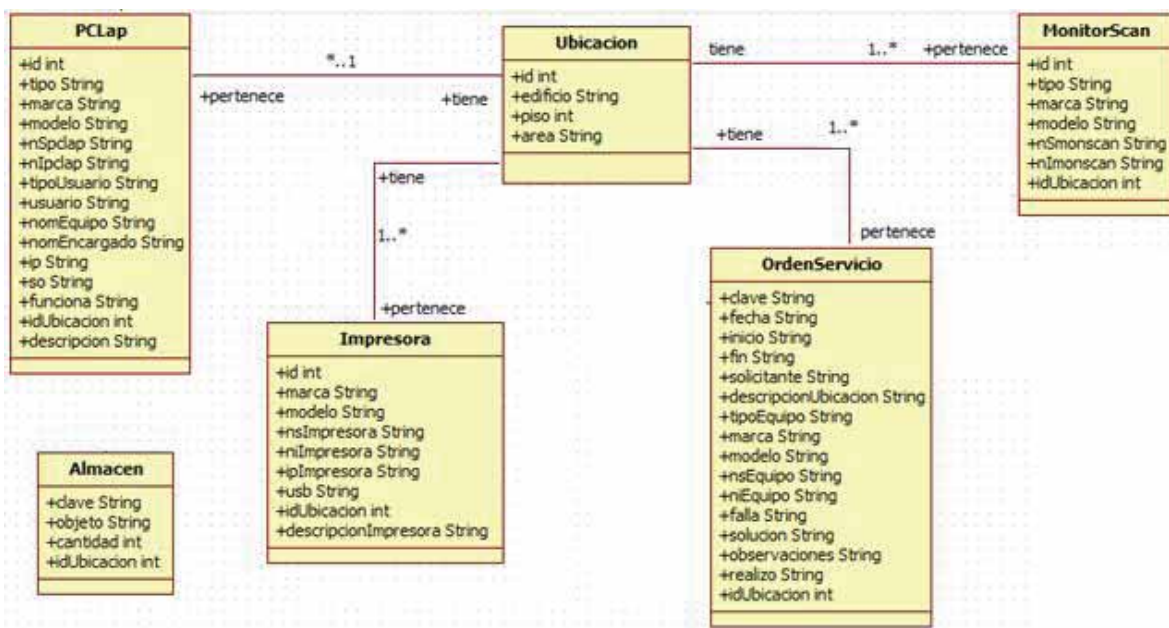 PCLap
+id int
+tipo String
+marca String
+modelo String
+nSpclap String
+nIpclap String
+tipoUsuario String
+usuario String
+nomEquipo String
+nomEncargado String
+ip String
+so String
+funciona String
+idUbicacion int
+descripcion String
*..1
+pertenece
+tiene
Ubicacion
+id int
+edificio String
+piso int
+area String
tiene
1..*
+pertenece
MonitorScan
+id int
+tipo String
+marca String
+modelo String
+nSmonscan String
+nImonscan String
+idUbicacion int
+tiene
1..*
pertenece
+tiene
1..*
+pertenece
Impresora
+id int
+marca String
+modelo String
+nsImpresora String
+niImpresora String
+ipImpresora String
+usb String
+idUbicacion int
+descripcionImpresora String
OrdenServicio
+clave String
+fecha String
+inicio String
+fin String
+solicitante String
+descripcionUbicacion String
+tipoEquipo String
+marca String
+modelo String
+nsEquipo String
+niEquipo String
+falla String
+solucion String
+observaciones String
+realizo String
+idUbicacion int
Almacen
+clave String
+objeto String
+cantidad int
+idUbicacion int